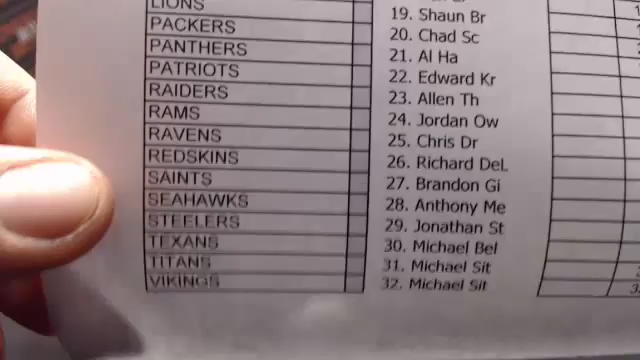 LIONS
PACKERS
PANTHERS
PATRIOTS
RAIDERS
RAMS
RAVENS
REDSKINS
SAINTS
SEAHAWKS
STEELERS
TEXANS
TITANS
VIKINGS
19. Shaun Br
20. Chad Sc
21. Al Ha
22. Edward Kr
23. Allen Th
24. Jordan Ow
25. Chris Dr
26. Richard DeL
27. Brandon Gi
28. Anthony Me
29. Jonathan St
30. Michael Bel
31. Michael Sit
32. Michael Sit